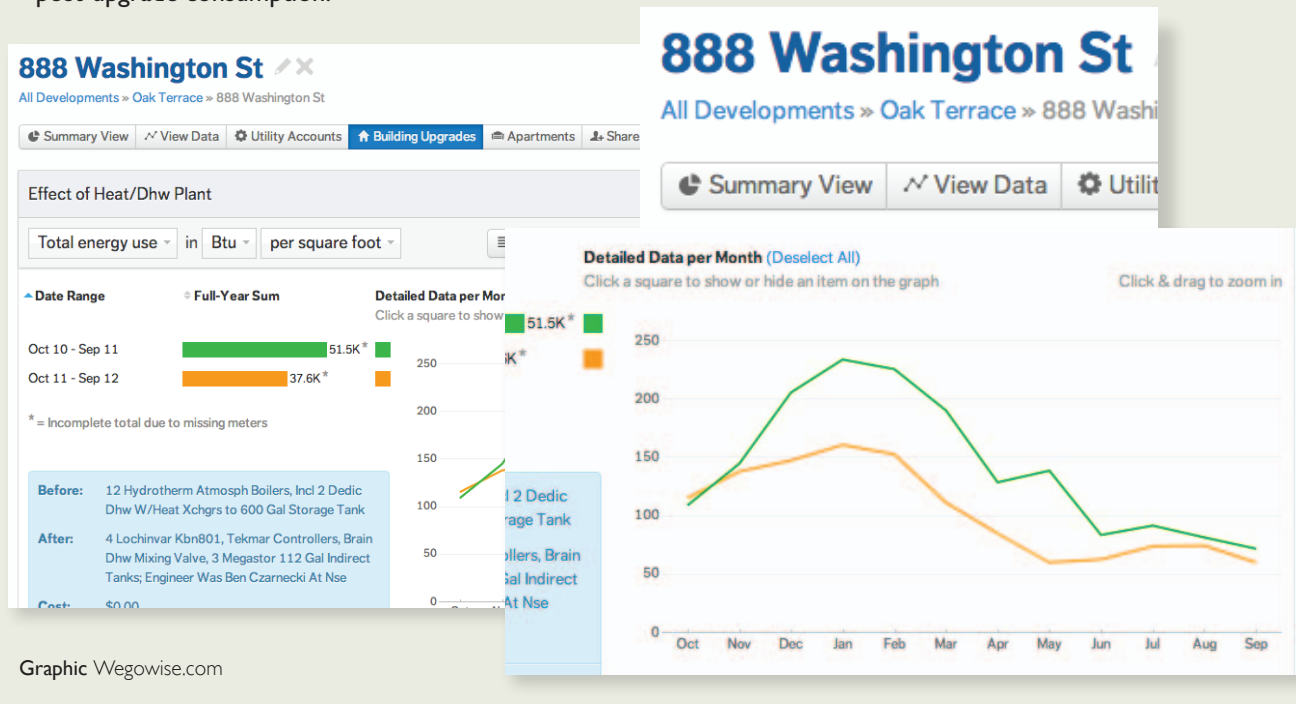 post-upgrade consumption.
888 Washington St
All Developments » Oak Terrace » 888 Washington St
Summary View View Data Utility Accounts Building Upgrades Apartments Share
Effect of Heat/Dhw Plant
Total energy use in Btu per square foot
Date Range Full-Year Sum Detailed Data per Mon
Click a square to show
Oct 10 - Sep 11 51.5K*
Oct 11 - Sep 12 37.6K*
* = Incomplete total due to missing meters
250
200
150
100
50
0
Before: 12 Hydrotherm Atmosph Boilers, Incl 2 Dedic
Dhw W/Heat Xchgrs to 600 Gal Storage Tank
After: 4 Lochinvar Kbn801, Tekmar Controllers, Brain
Dhw Mixing Valve, 3 Megastor 112 Gal Indirect
Tanks; Engineer Was Ben Czarnecki At Nse
Cost: $0.00
888 Washington St
All Developments » Oak Terrace » 888 Washi
Summary View View Data Utilit
Detailed Data per Month (Deselect All)
Click a square to show or hide an item on the graph Click & drag to zoom in
51.5K*
K*
l 2 Dedic
rage Tank
ollers, Brain
Gal Indirect
At Nse
250
200
150
100
50
0
Oct Nov Dec Jan Feb Mar Apr May Jun Jul Aug Sep
Graphic Wegowise.com